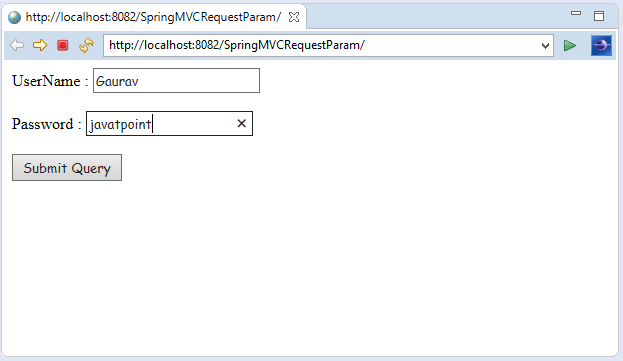 http://localhost:8082/SpringMVCRequestParam/
http://localhost:8082/SpringMVCRequestParam/
UserName : Gaurav
Password : javatpoint
Submit Query